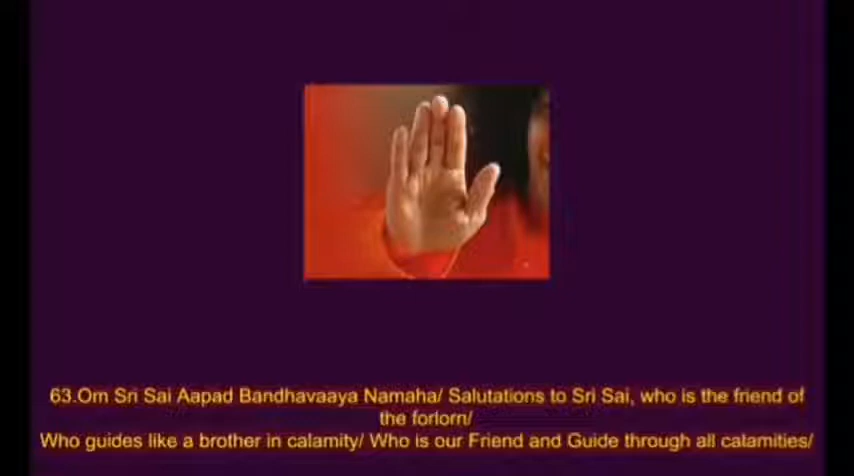 63.Om Sri Sai Aapad Bandhavaaya Namaha/ Salutations to Sri Sai, who is the friend of
the forlorn/
Who guides like a brother in calamity/ Who is our Friend and Guide through all calamities/